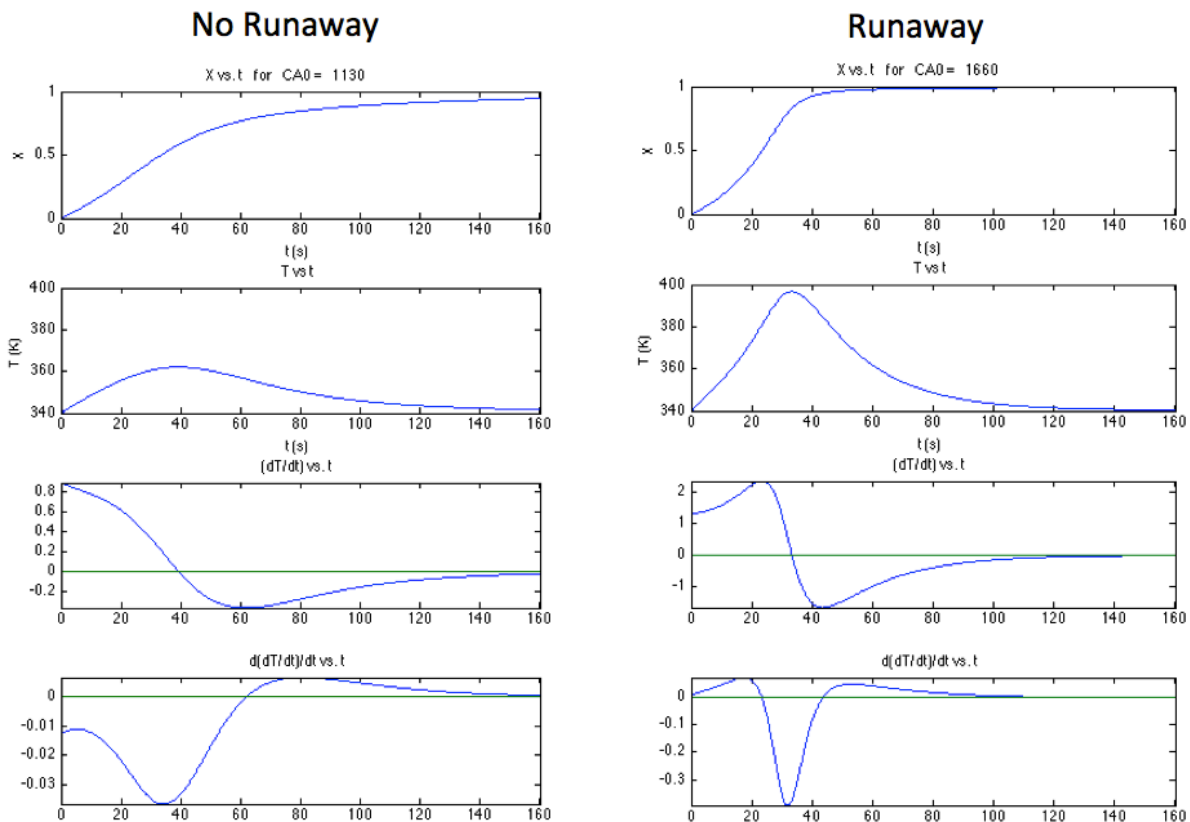 No Runaway
X vs. t for CA0 = 1130
1
0.5
0
X
0 20 40 60 80 100 120 140 160
t (s)
T vs t
400
380
360
340
T (K)
0 20 40 60 80 100 120 140 160
t (s)
(dT/dt) vs. t
0.8
0.6
0.4
0.2
0
-0.2
0 20 40 60 80 100 120 140 160
d(dT/dt)/dt vs. t
0
-0.01
-0.02
-0.03
0 20 40 60 80 100 120 140 160
Runaway
X vs. t for CA0 = 1660
1
0.5
0
X
0 20 40 60 80 100 120 140 160
t (s)
T vs t
400
380
360
340
T (K)
0 20 40 60 80 100 120 140 160
t (s)
(dT/dt) vs. t
2
1
0
-1
0 20 40 60 80 100 120 140 160
d(dT/dt)/dt vs. t
0
-0.1
-0.2
-0.3
0 20 40 60 80 100 120 140 160